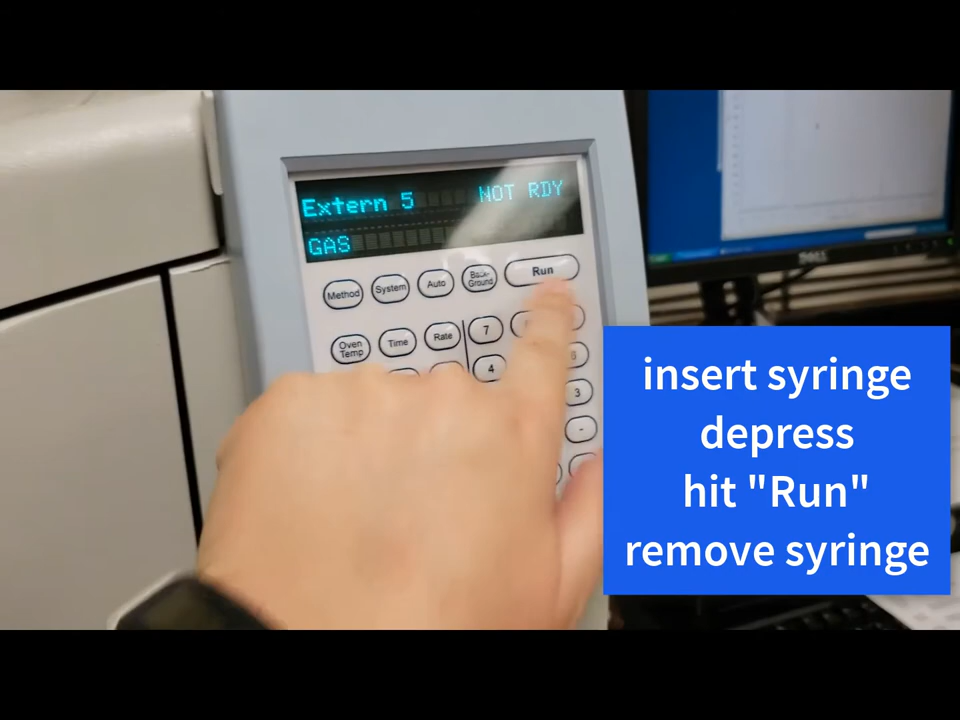 Extern 5 NOT RDY
GAS
Method System Auto Back-Ground Run
Oven Temp Time Rate 7
4
3
-
DELL
insert syringe
depress
hit "Run"
remove syringe